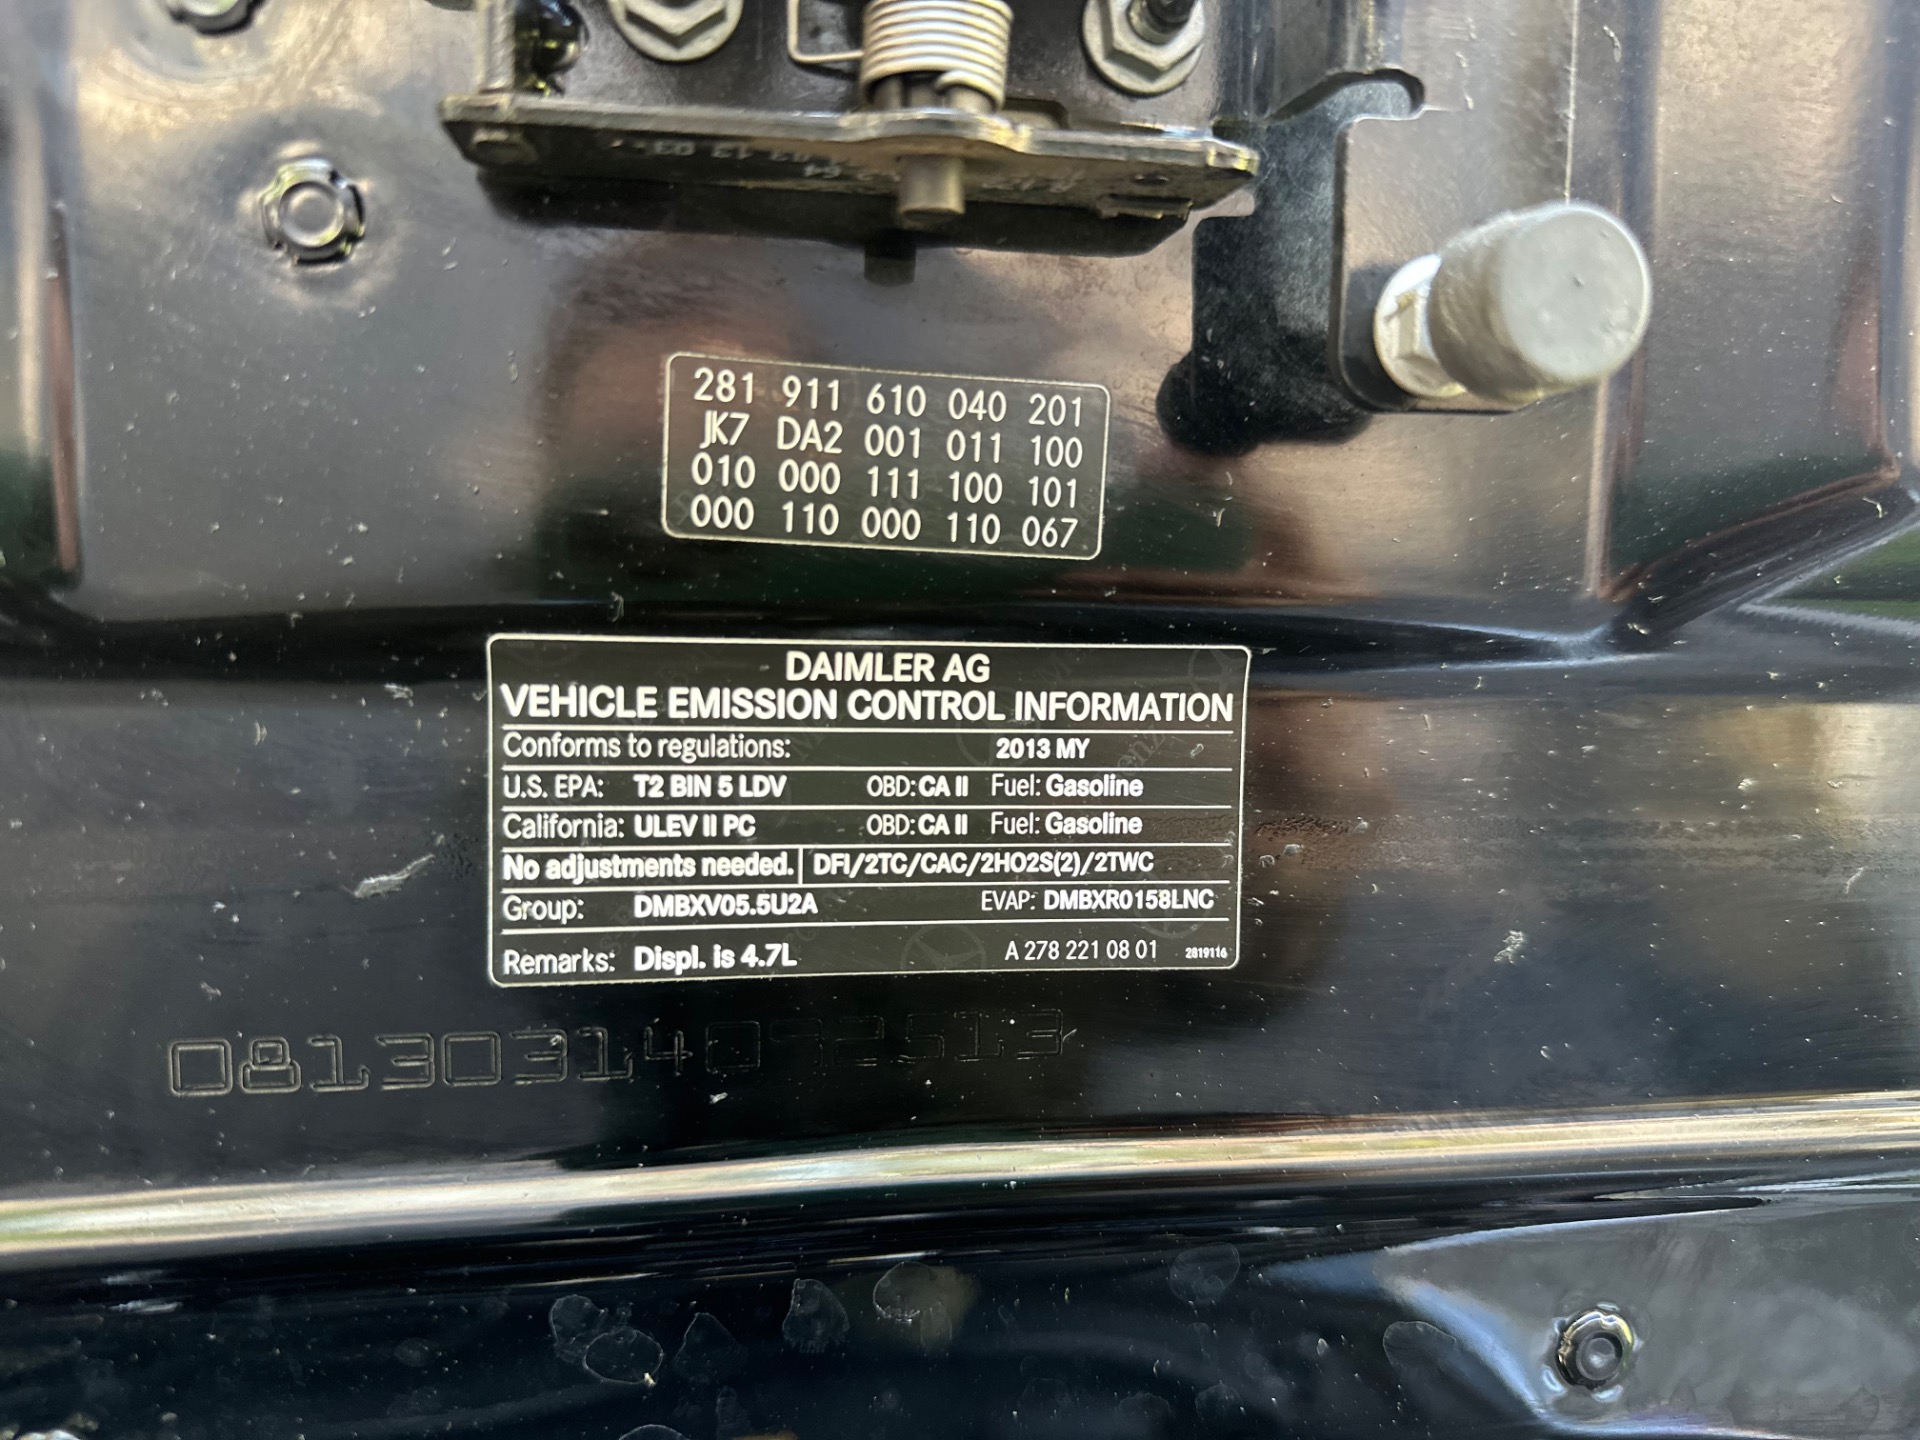 281 911 610 040 201
JK7 DA2 001 011 100
010 000 111 100 101
000 110 000 110 067
DAIMLER AG
VEHICLE EMISSION CONTROL INFORMATION
Conforms to regulations: 2013 MY
U.S. EPA: T2 BIN 5 LDV OBD: CA II Fuel: Gasoline
California: ULEV II PC OBD: CA II Fuel: Gasoline
No adjustments needed. DFI/2TC/CAC/2HO2S(2)/2TWC
Group: DMBXV05.5U2A EVAP: DMBXR0158LNC
Remarks: Displ. is 4.7L A 278 221 08 01 2819116
08130314092513